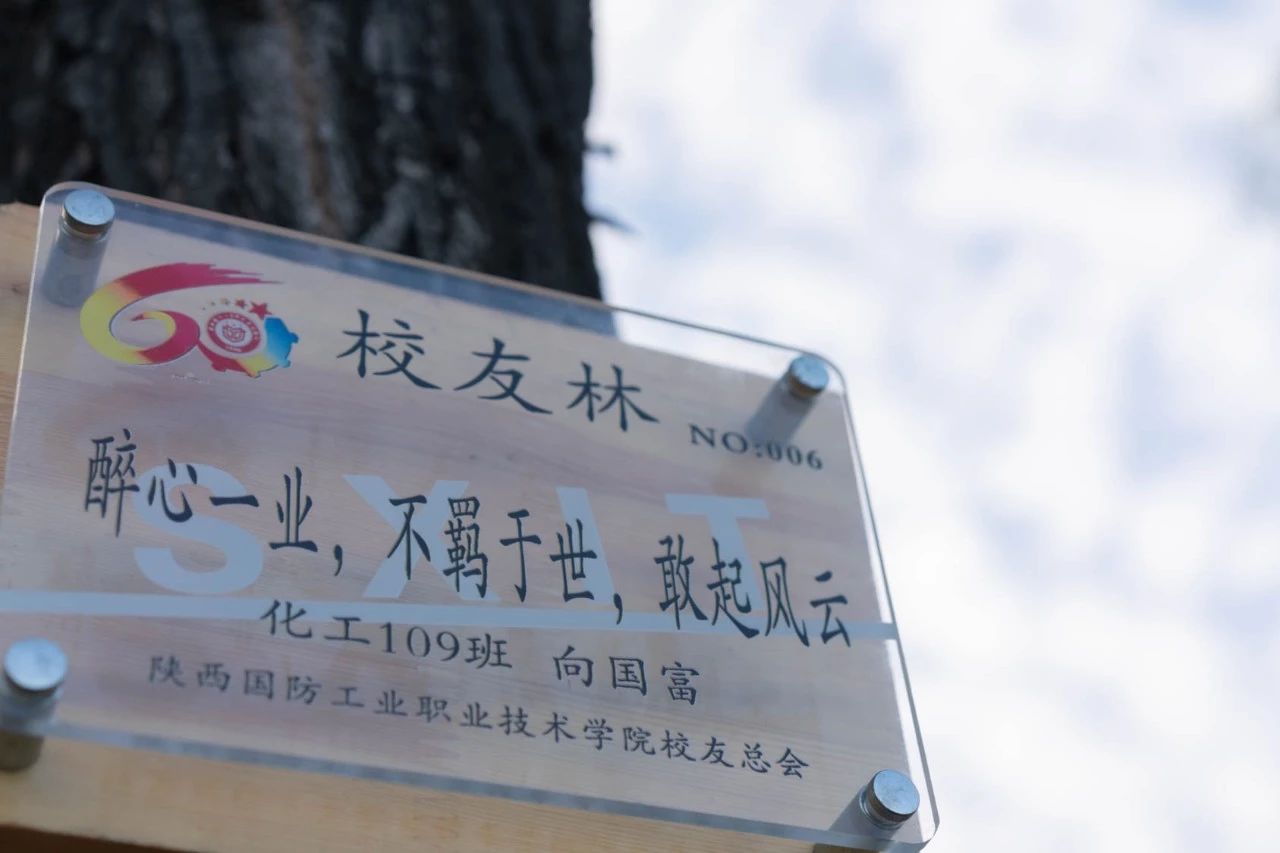 60
校友林
NO:006
SXIT
醉心一业，不羁于世，敢起风云
化工109班 向国富
陕西国防工业职业技术学院校友总会